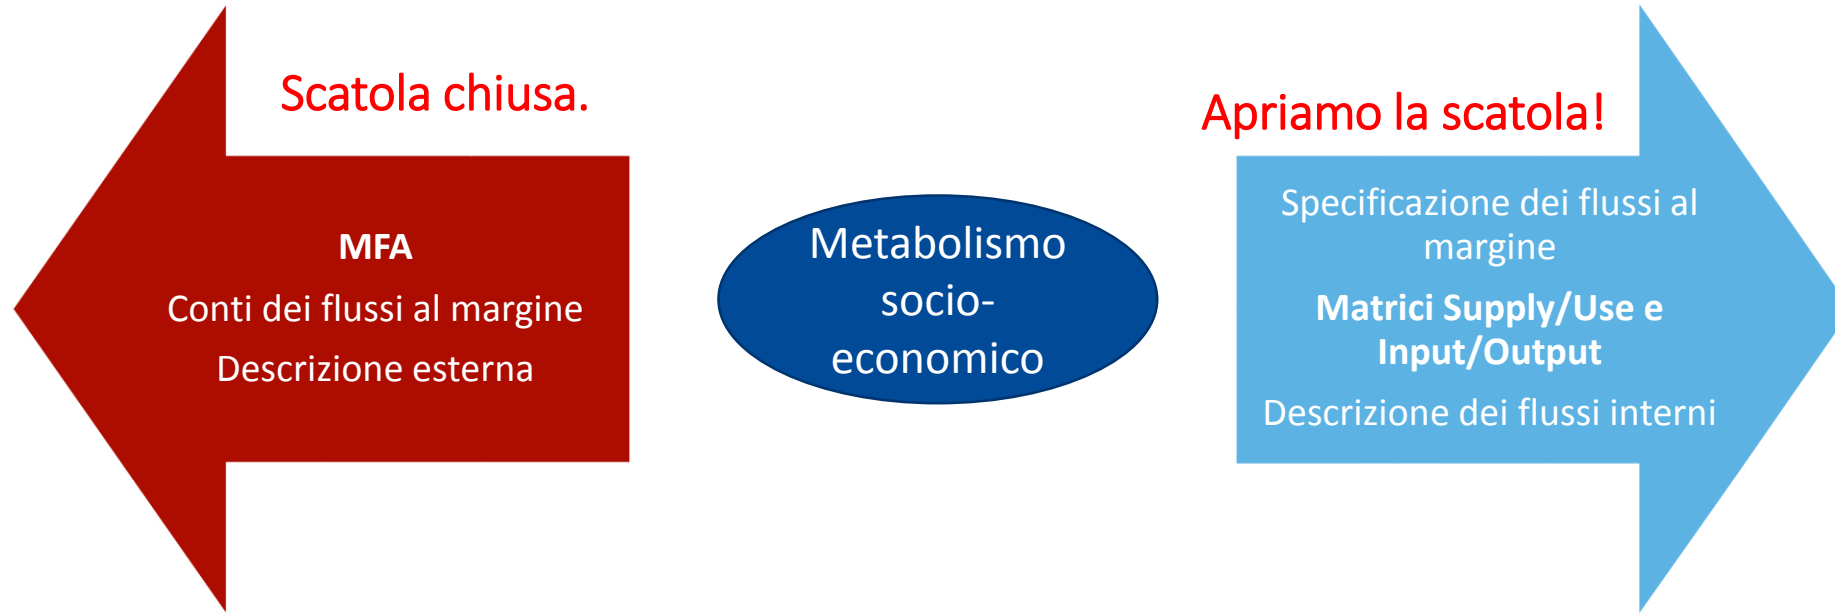 Scatola chiusa.
MFA
Conti dei flussi al margine
Descrizione esterna
Metabolismo
socio-
economico
Apriamo la scatola!
Specificazione dei flussi al
margine
Matrici Supply/Use e
Input/Output
Descrizione dei flussi interni